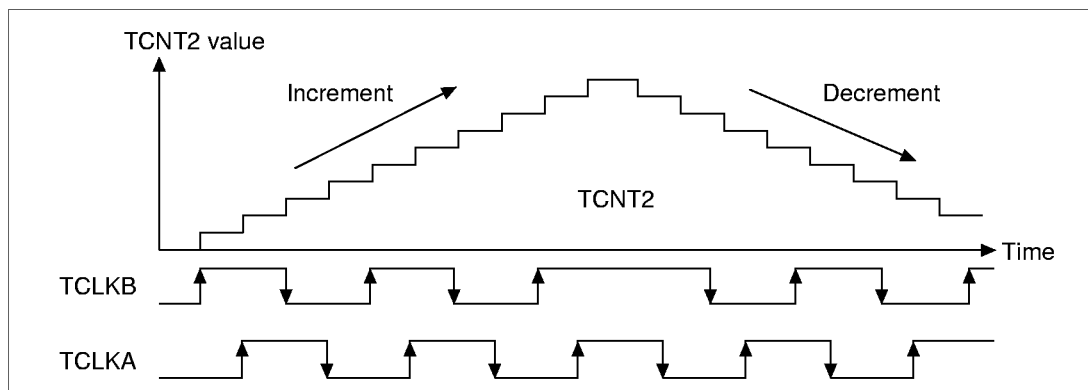 TCNT2 value
Increment
Decrement
TCNT2
Time
TCLKB
TCLKA